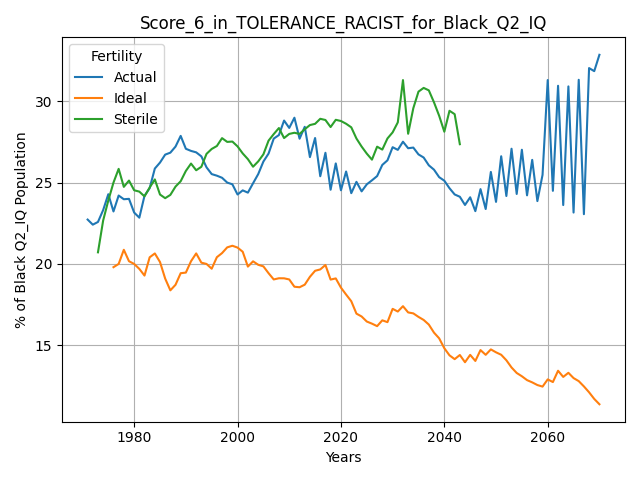 Score_6_in_TOLERANCE_RACIST_for_Black_Q2_IQ
Fertility
Actual
Ideal
Sterile
% of Black Q2_IQ Population
30
25
20
15
1980
2000
2020
2040
2060
Years